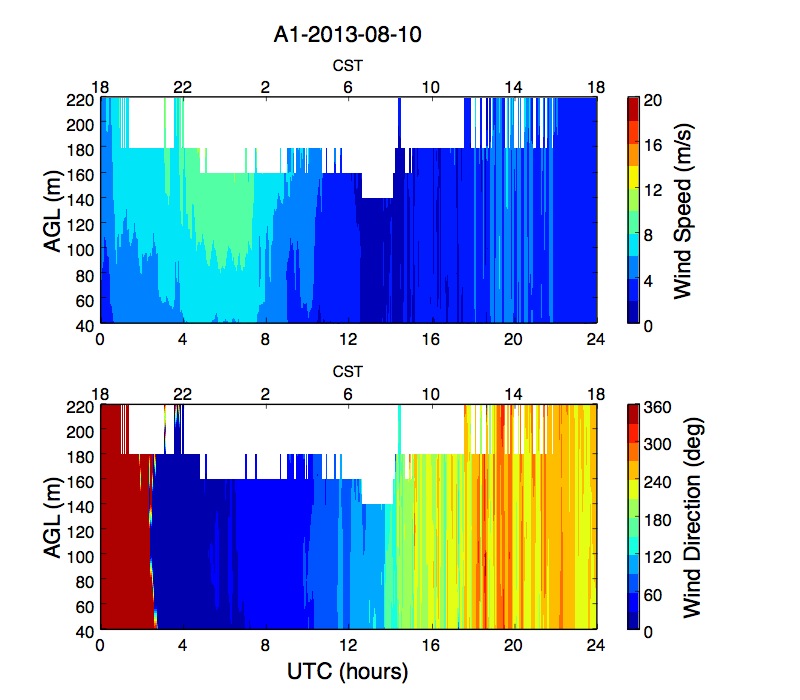 A1-2013-08-10
CST
18 22 2 6 10 14 18
220
200
180
160
140
120
100
80
60
40
AGL (m)
0 4 8 12 16 20 24
20
16
12
8
4
0
Wind Speed (m/s)
CST
18 22 2 6 10 14 18
220
200
180
160
140
120
100
80
60
40
AGL (m)
0 4 8 12 16 20 24
UTC (hours)
360
300
240
180
120
60
0
Wind Direction (deg)